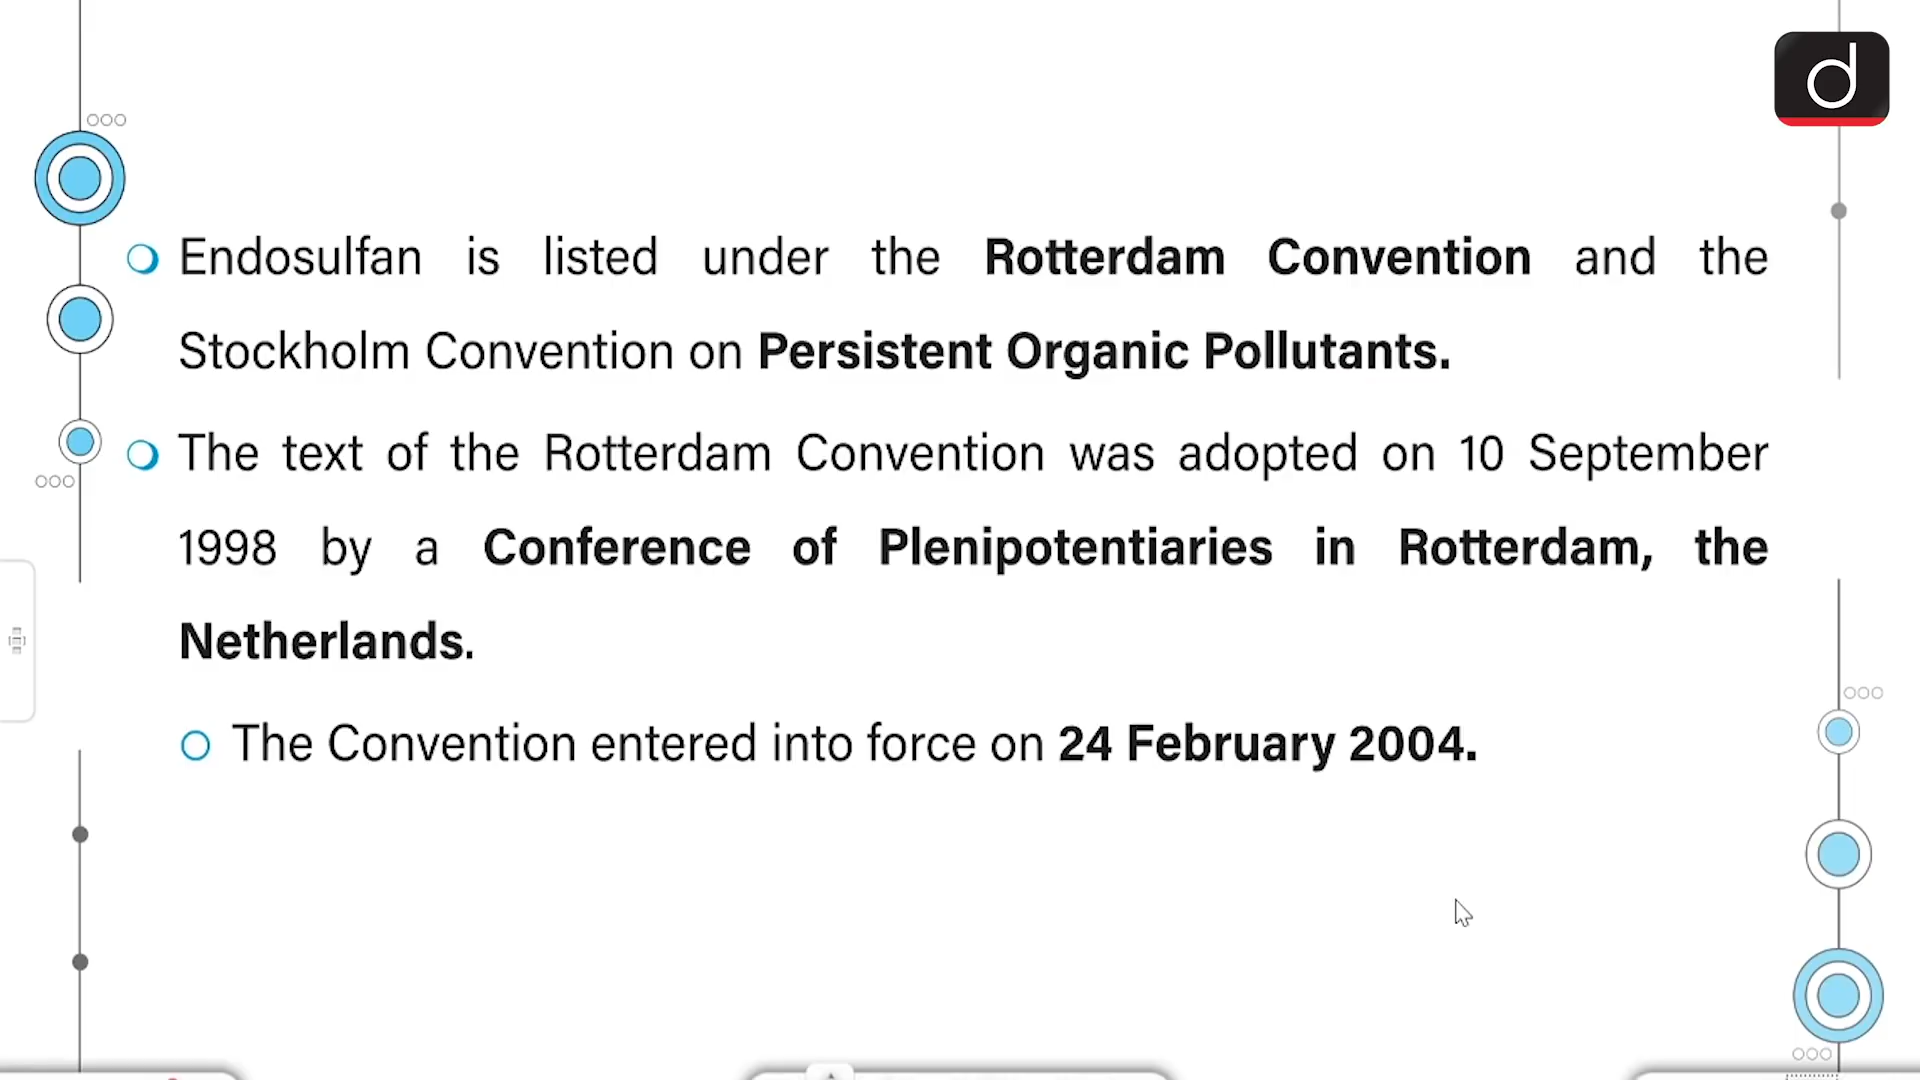 d
Endosulfan is listed under the Rotterdam Convention and the
Stockholm Convention on Persistent Organic Pollutants.
The text of the Rotterdam Convention was adopted on 10 September
1998 by a Conference of Plenipotentiaries in Rotterdam, the
Netherlands.
The Convention entered into force on 24 February 2004.